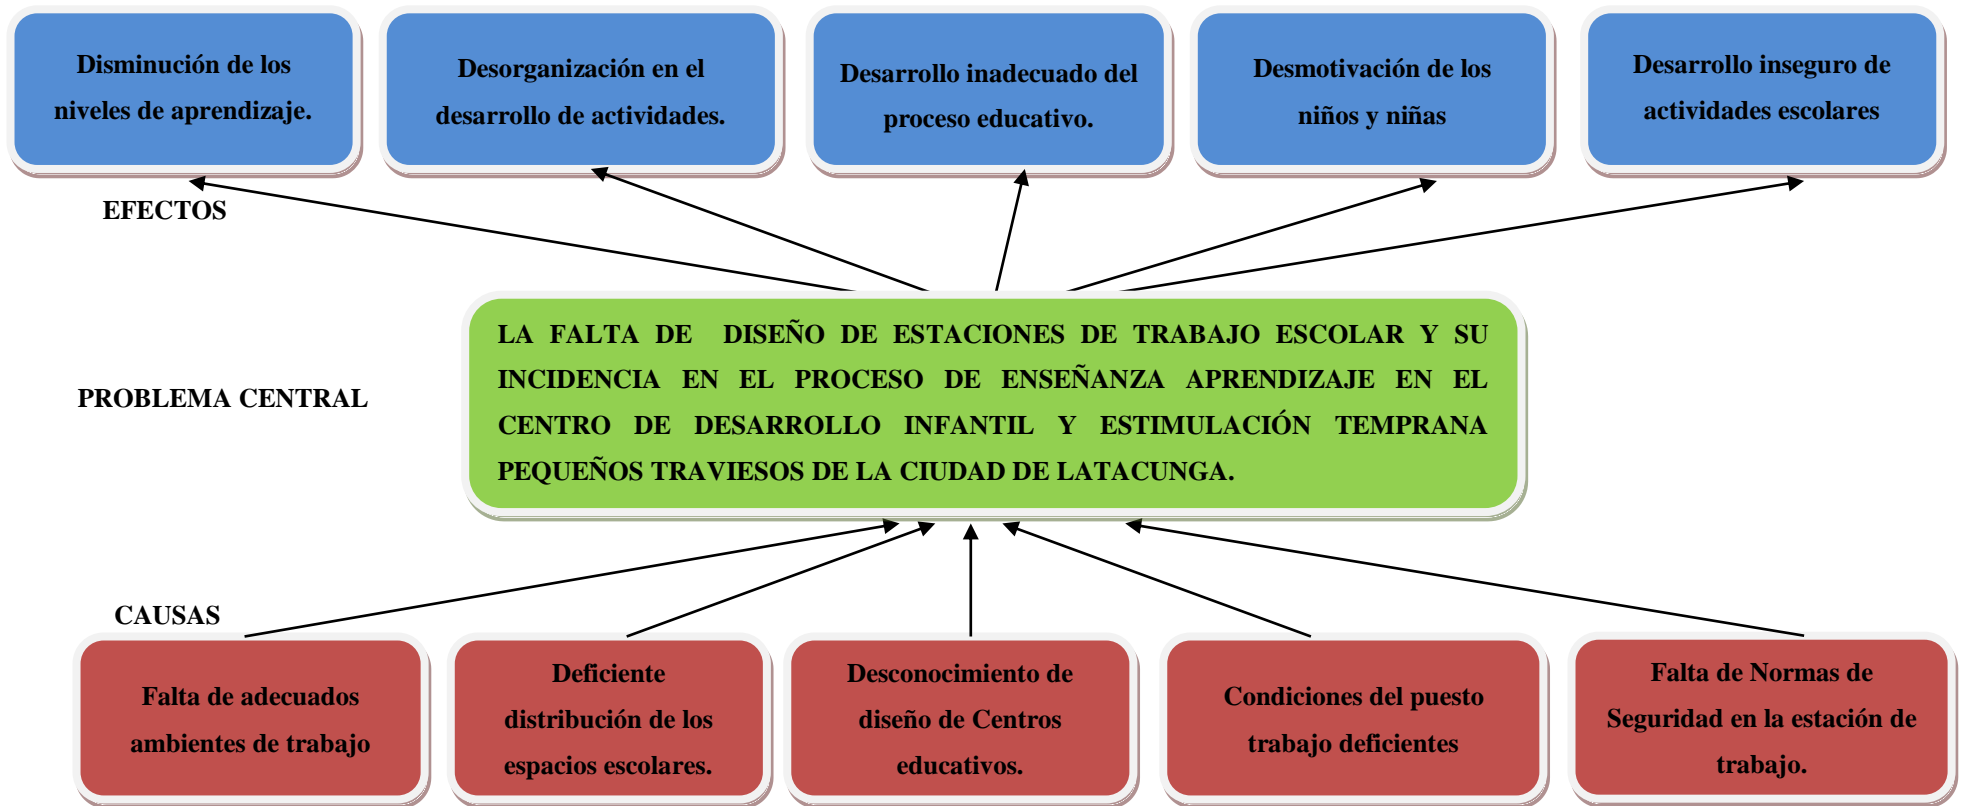 Disminución de los
niveles de aprendizaje.
Desorganización en el
desarrollo de actividades.
Desarrollo inadecuado del
proceso educativo.
Desmotivación de los
niños y niñas
Desarrollo inseguro de
actividades escolares
EFECTOS
PROBLEMA CENTRAL
LA FALTA DE DISEÑO DE ESTACIONES DE TRABAJO ESCOLAR Y SU
INCIDENCIA EN EL PROCESO DE ENSEÑANZA APRENDIZAJE EN EL
CENTRO DE DESARROLLO INFANTIL Y ESTIMULACIÓN TEMPRANA
PEQUEÑOS TRAVIESOS DE LA CIUDAD DE LATACUNGA.
CAUSAS
Falta de adecuados
ambientes de trabajo
Deficiente
distribución de los
espacios escolares.
Desconocimiento de
diseño de Centros
educativos.
Condiciones del puesto
trabajo deficientes
Falta de Normas de
Seguridad en la estación de
trabajo.